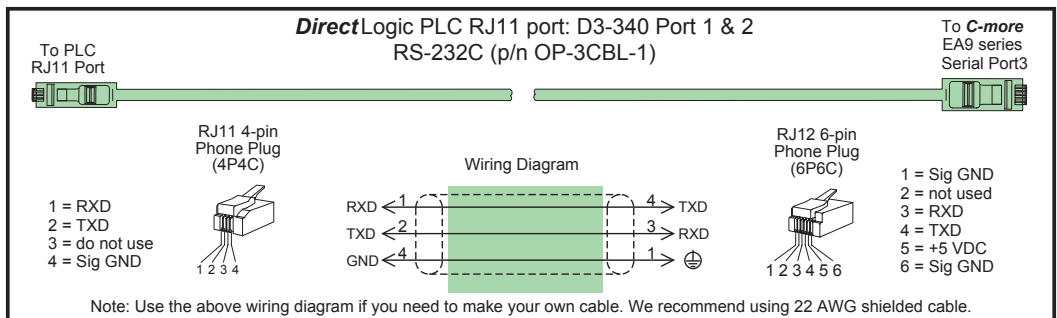 DirectLogic PLC RJ11 port: D3-340 Port 1 & 2
RS-232C (p/n OP-3CBL-1)
To PLC
RJ11 Port
To C-more
EA9 series
Serial Port3
RJ11 4-pin
Phone Plug
(4P4C)
1 = RXD
2 = TXD
3 = do not use
4 = Sig GND
1 2 3 4
Wiring Diagram
RXD 1 4 TXD
TXD 2 3 RXD
GND 4 1
RJ12 6-pin
Phone Plug
(6P6C)
1 2 3 4 5 6
1 = Sig GND
2 = not used
3 = RXD
4 = TXD
5 = +5 VDC
6 = Sig GND
Note: Use the above wiring diagram if you need to make your own cable. We recommend using 22 AWG shielded cable.